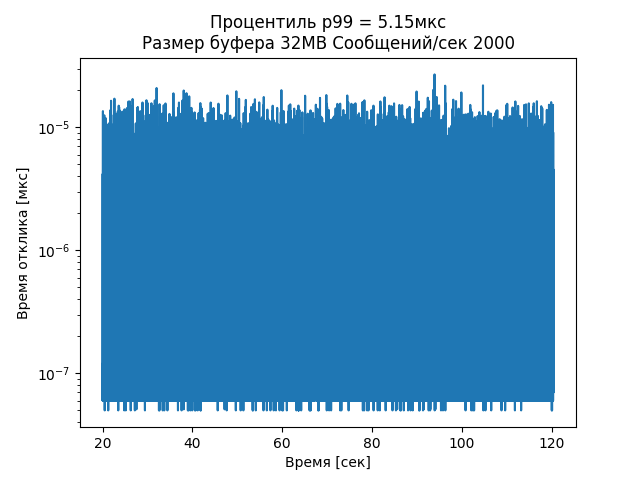 Процентиль p99 = 5.15мкс
Размер буфера 32MB Сообщений/сек 2000
Время отклика [мкс]
10⁻⁵
10⁻⁶
10⁻⁷
20 40 60 80 100 120
Время [сек]